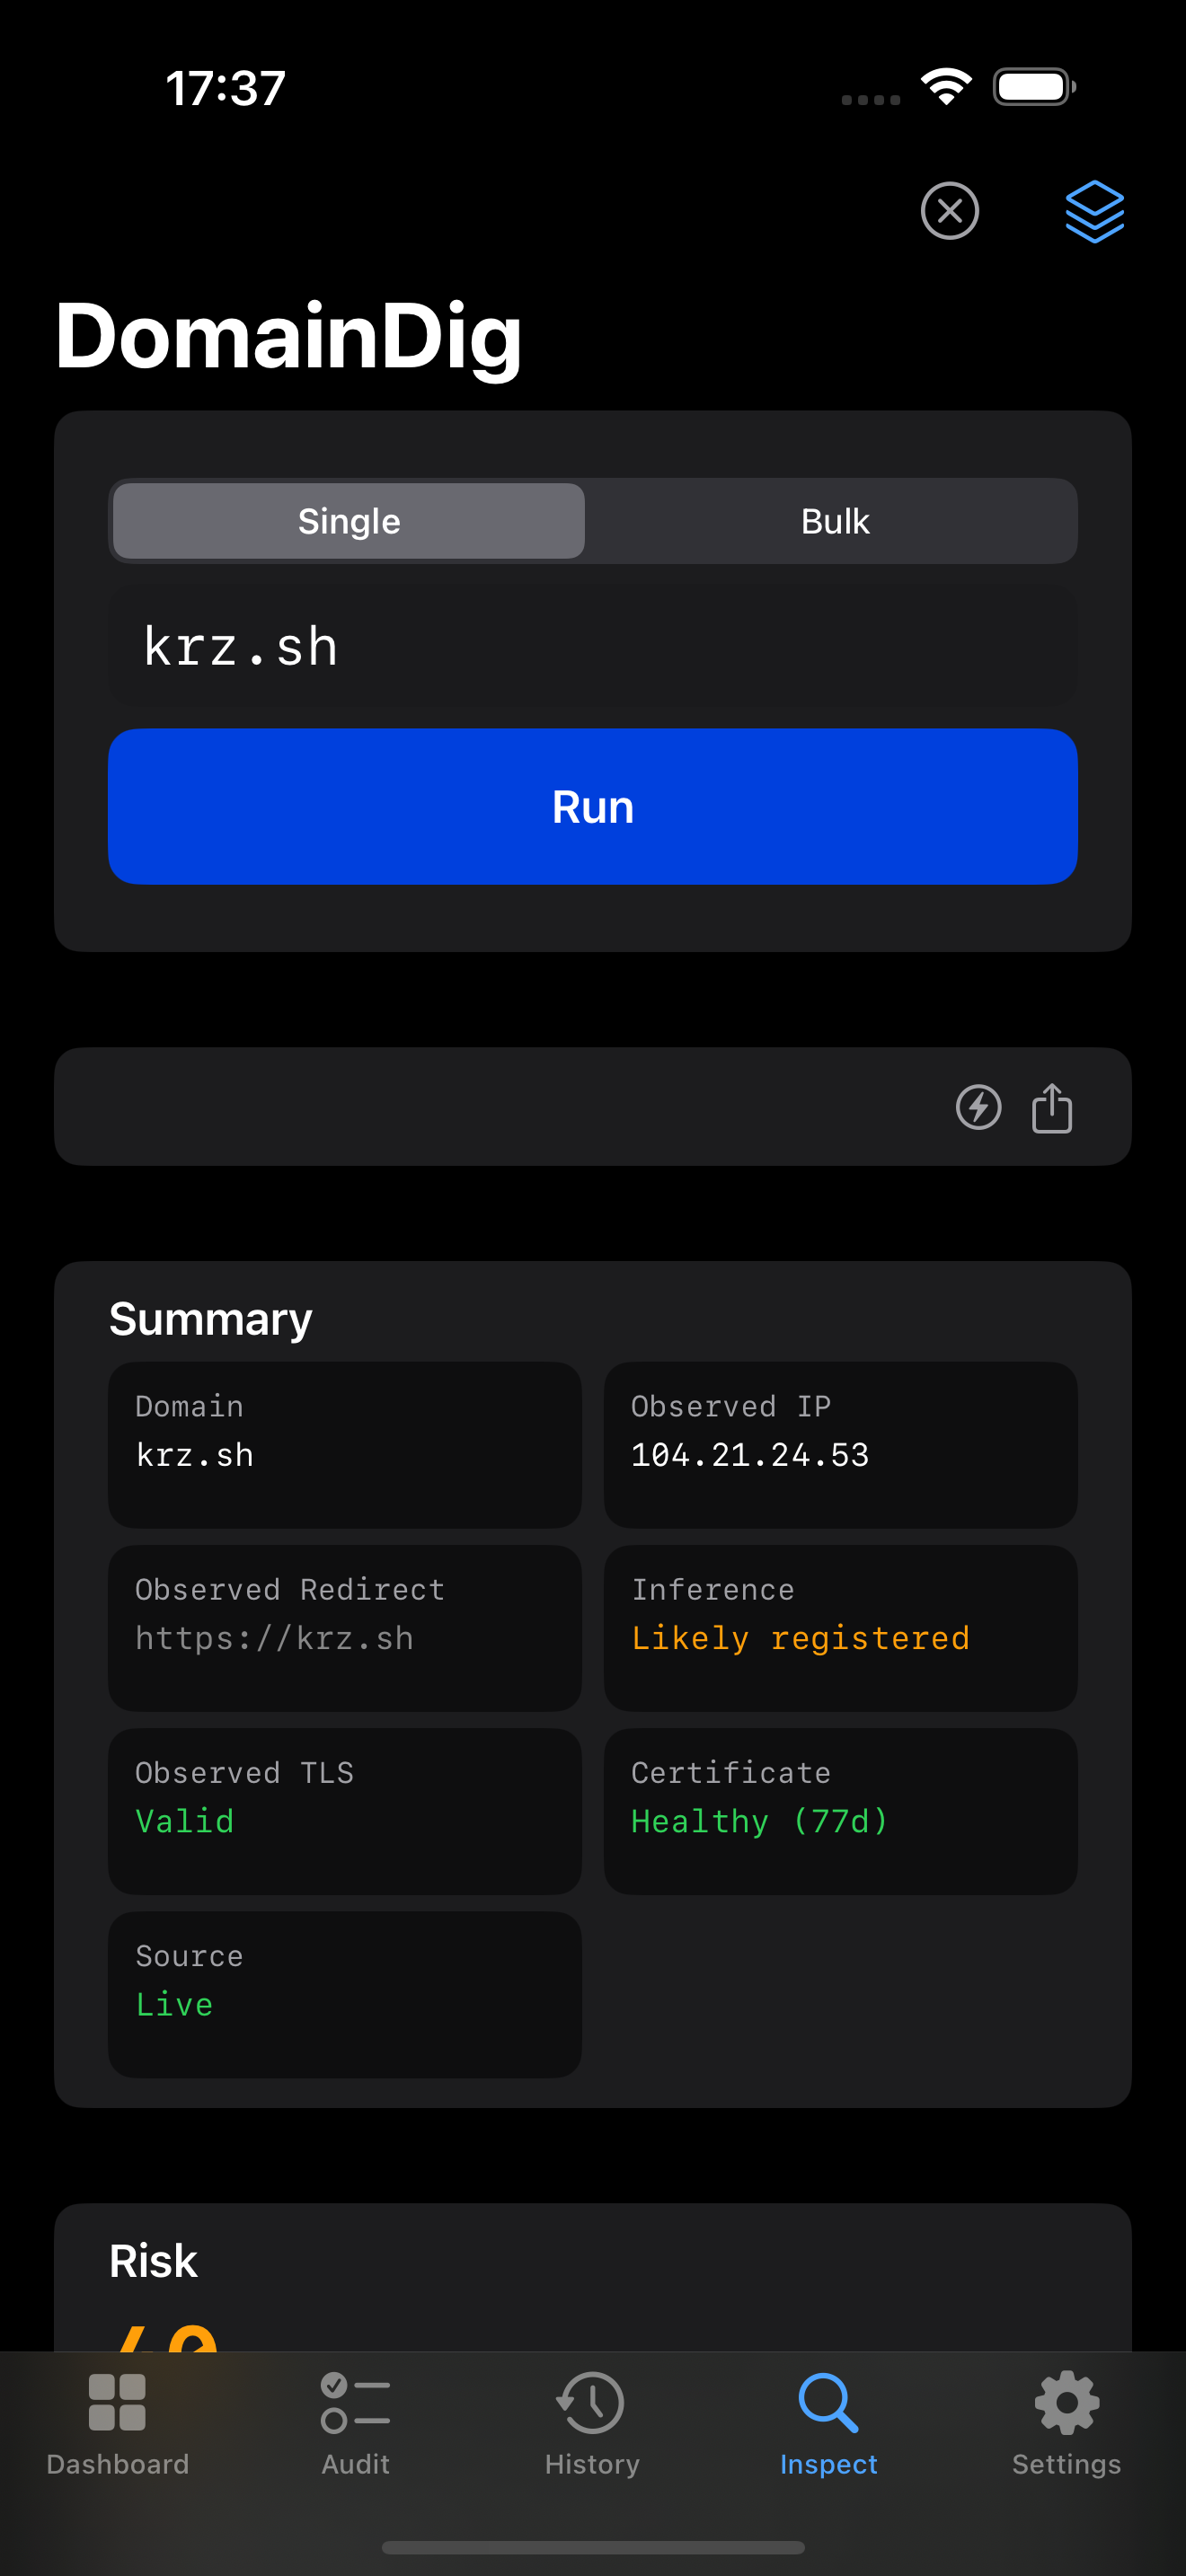 17:37
DomainDig
Single
Bulk
krz.sh
Run
Summary
Domain
krz.sh
Observed IP
104.21.24.53
Observed Redirect
https://krz.sh
Inference
Likely registered
Observed TLS
Valid
Certificate
Healthy (77d)
Source
Live
Risk
Dashboard
Audit
History
Inspect
Settings